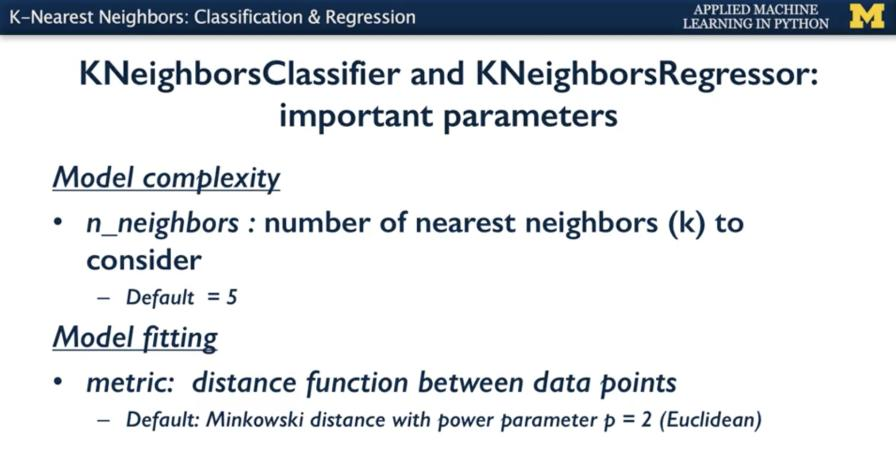 K-Nearest Neighbors: Classification & Regression
APPLIED MACHINE
LEARNING IN PYTHON
M
KNeighborsClassifier and KNeighborsRegressor:
important parameters
Model complexity
• n_neighbors : number of nearest neighbors (k) to
consider
– Default = 5
Model fitting
• metric: distance function between data points
– Default: Minkowski distance with power parameter p = 2 (Euclidean)